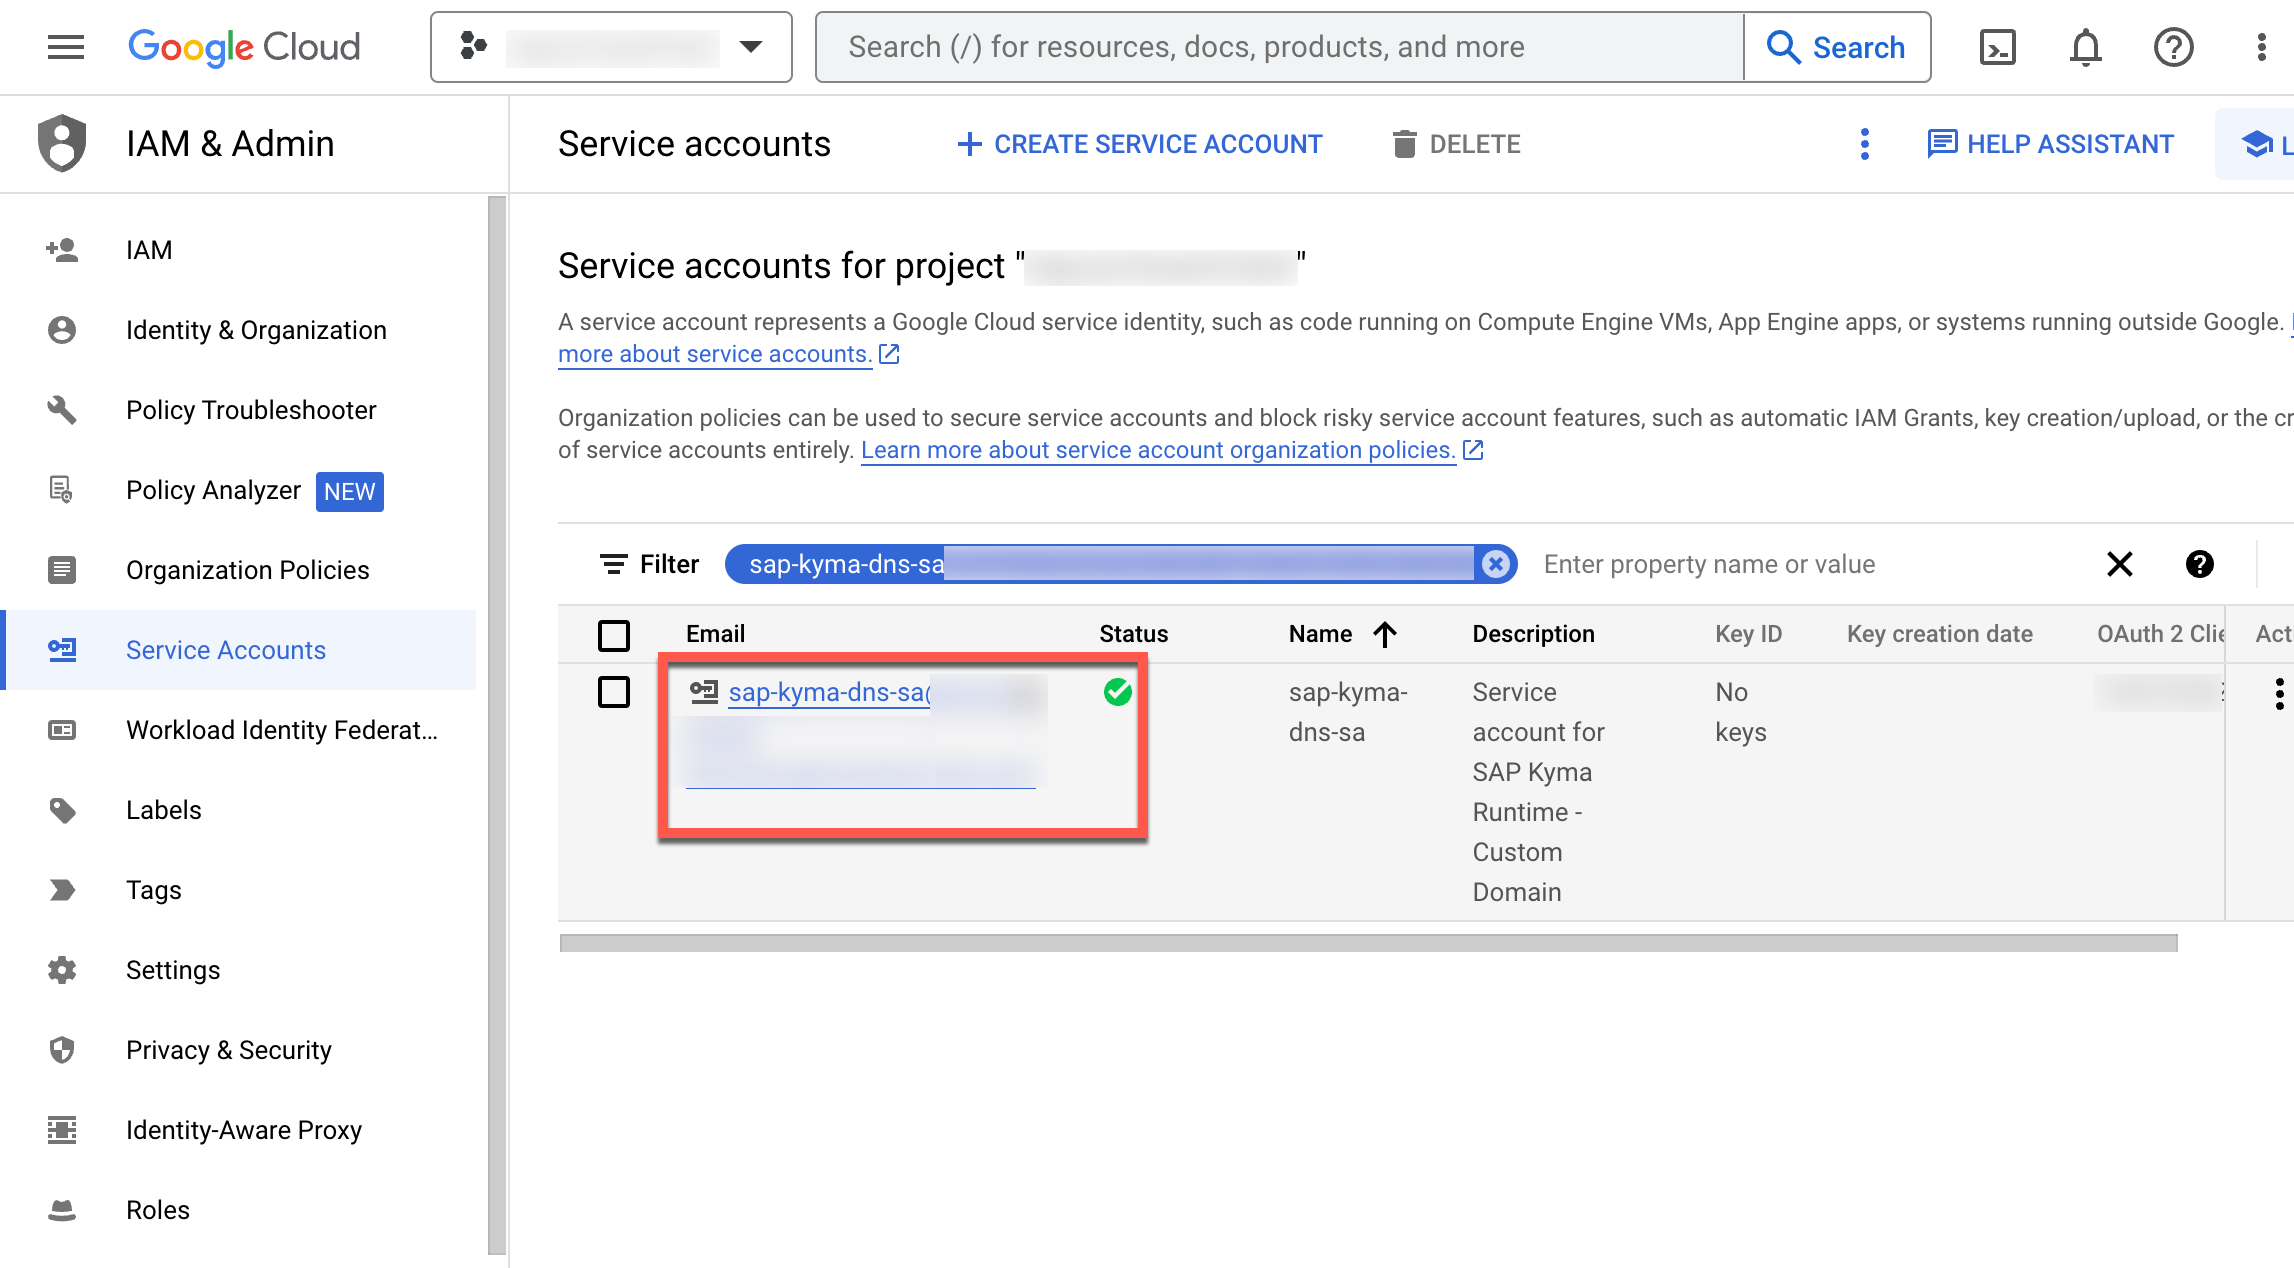 Google Cloud
Search (/) for resources, docs, products, and more
Search
IAM & Admin
Service accounts
CREATE SERVICE ACCOUNT
DELETE
HELP ASSISTANT
L
IAM
Identity & Organization
Policy Troubleshooter
Policy Analyzer NEW
Organization Policies
Service Accounts
Workload Identity Federat...
Labels
Tags
Settings
Privacy & Security
Identity-Aware Proxy
Roles
Service accounts for project " "
A service account represents a Google Cloud service identity, such as code running on Compute Engine VMs, App Engine apps, or systems running outside Google.
more about service accounts.
Organization policies can be used to secure service accounts and block risky service account features, such as automatic IAM Grants, key creation/upload, or the cr
of service accounts entirely. Learn more about service account organization policies.
Filter
sap-kyma-dns-sa
Enter property name or value
Email
Status
Name
Description
Key ID
Key creation date
OAuth 2 Clie
Act
sap-kyma-dns-sa@
sap-kyma-
dns-sa
Service
account for
SAP Kyma
Runtime -
Custom
Domain
No
keys